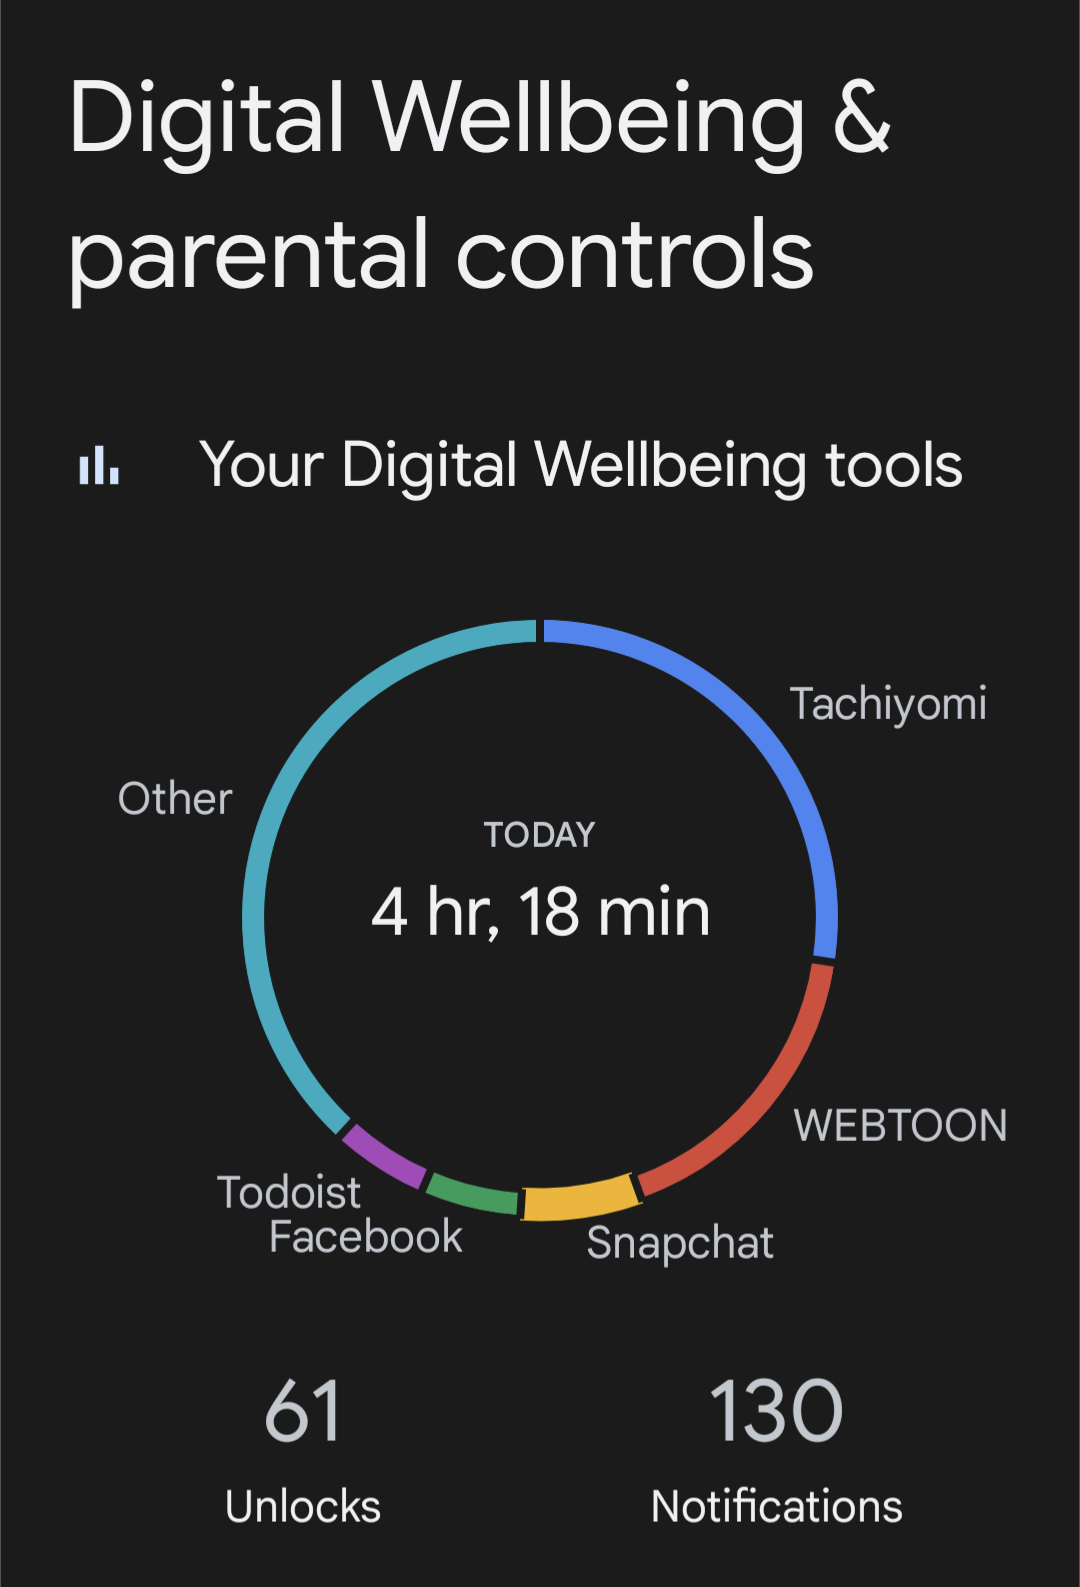 Digital Wellbeing &
parental controls
Your Digital Wellbeing tools
Tachiyomi
Other
TODAY
4 hr, 18 min
WEBTOON
Todoist
Facebook
Snapchat
61
Unlocks
130
Notifications